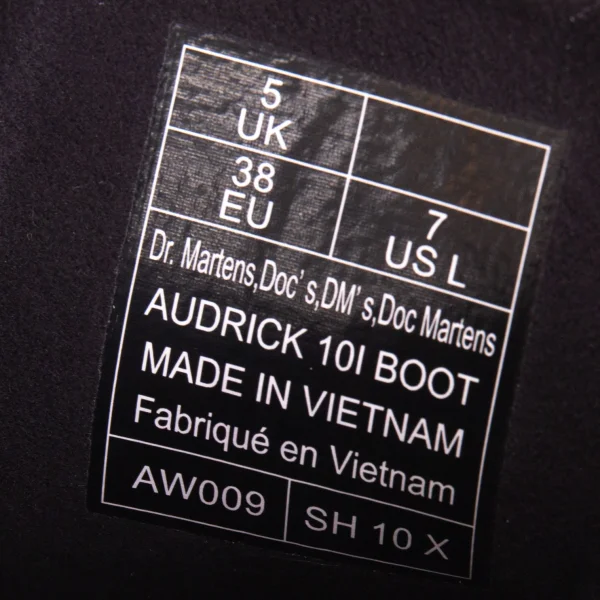 5
UK
38
EU
7
US L
Dr. Martens,Doc's,DM's,Doc Martens
AUDRICK 10I BOOT
MADE IN VIETNAM
Fabriqué en Vietnam
AW009
SH 10 X